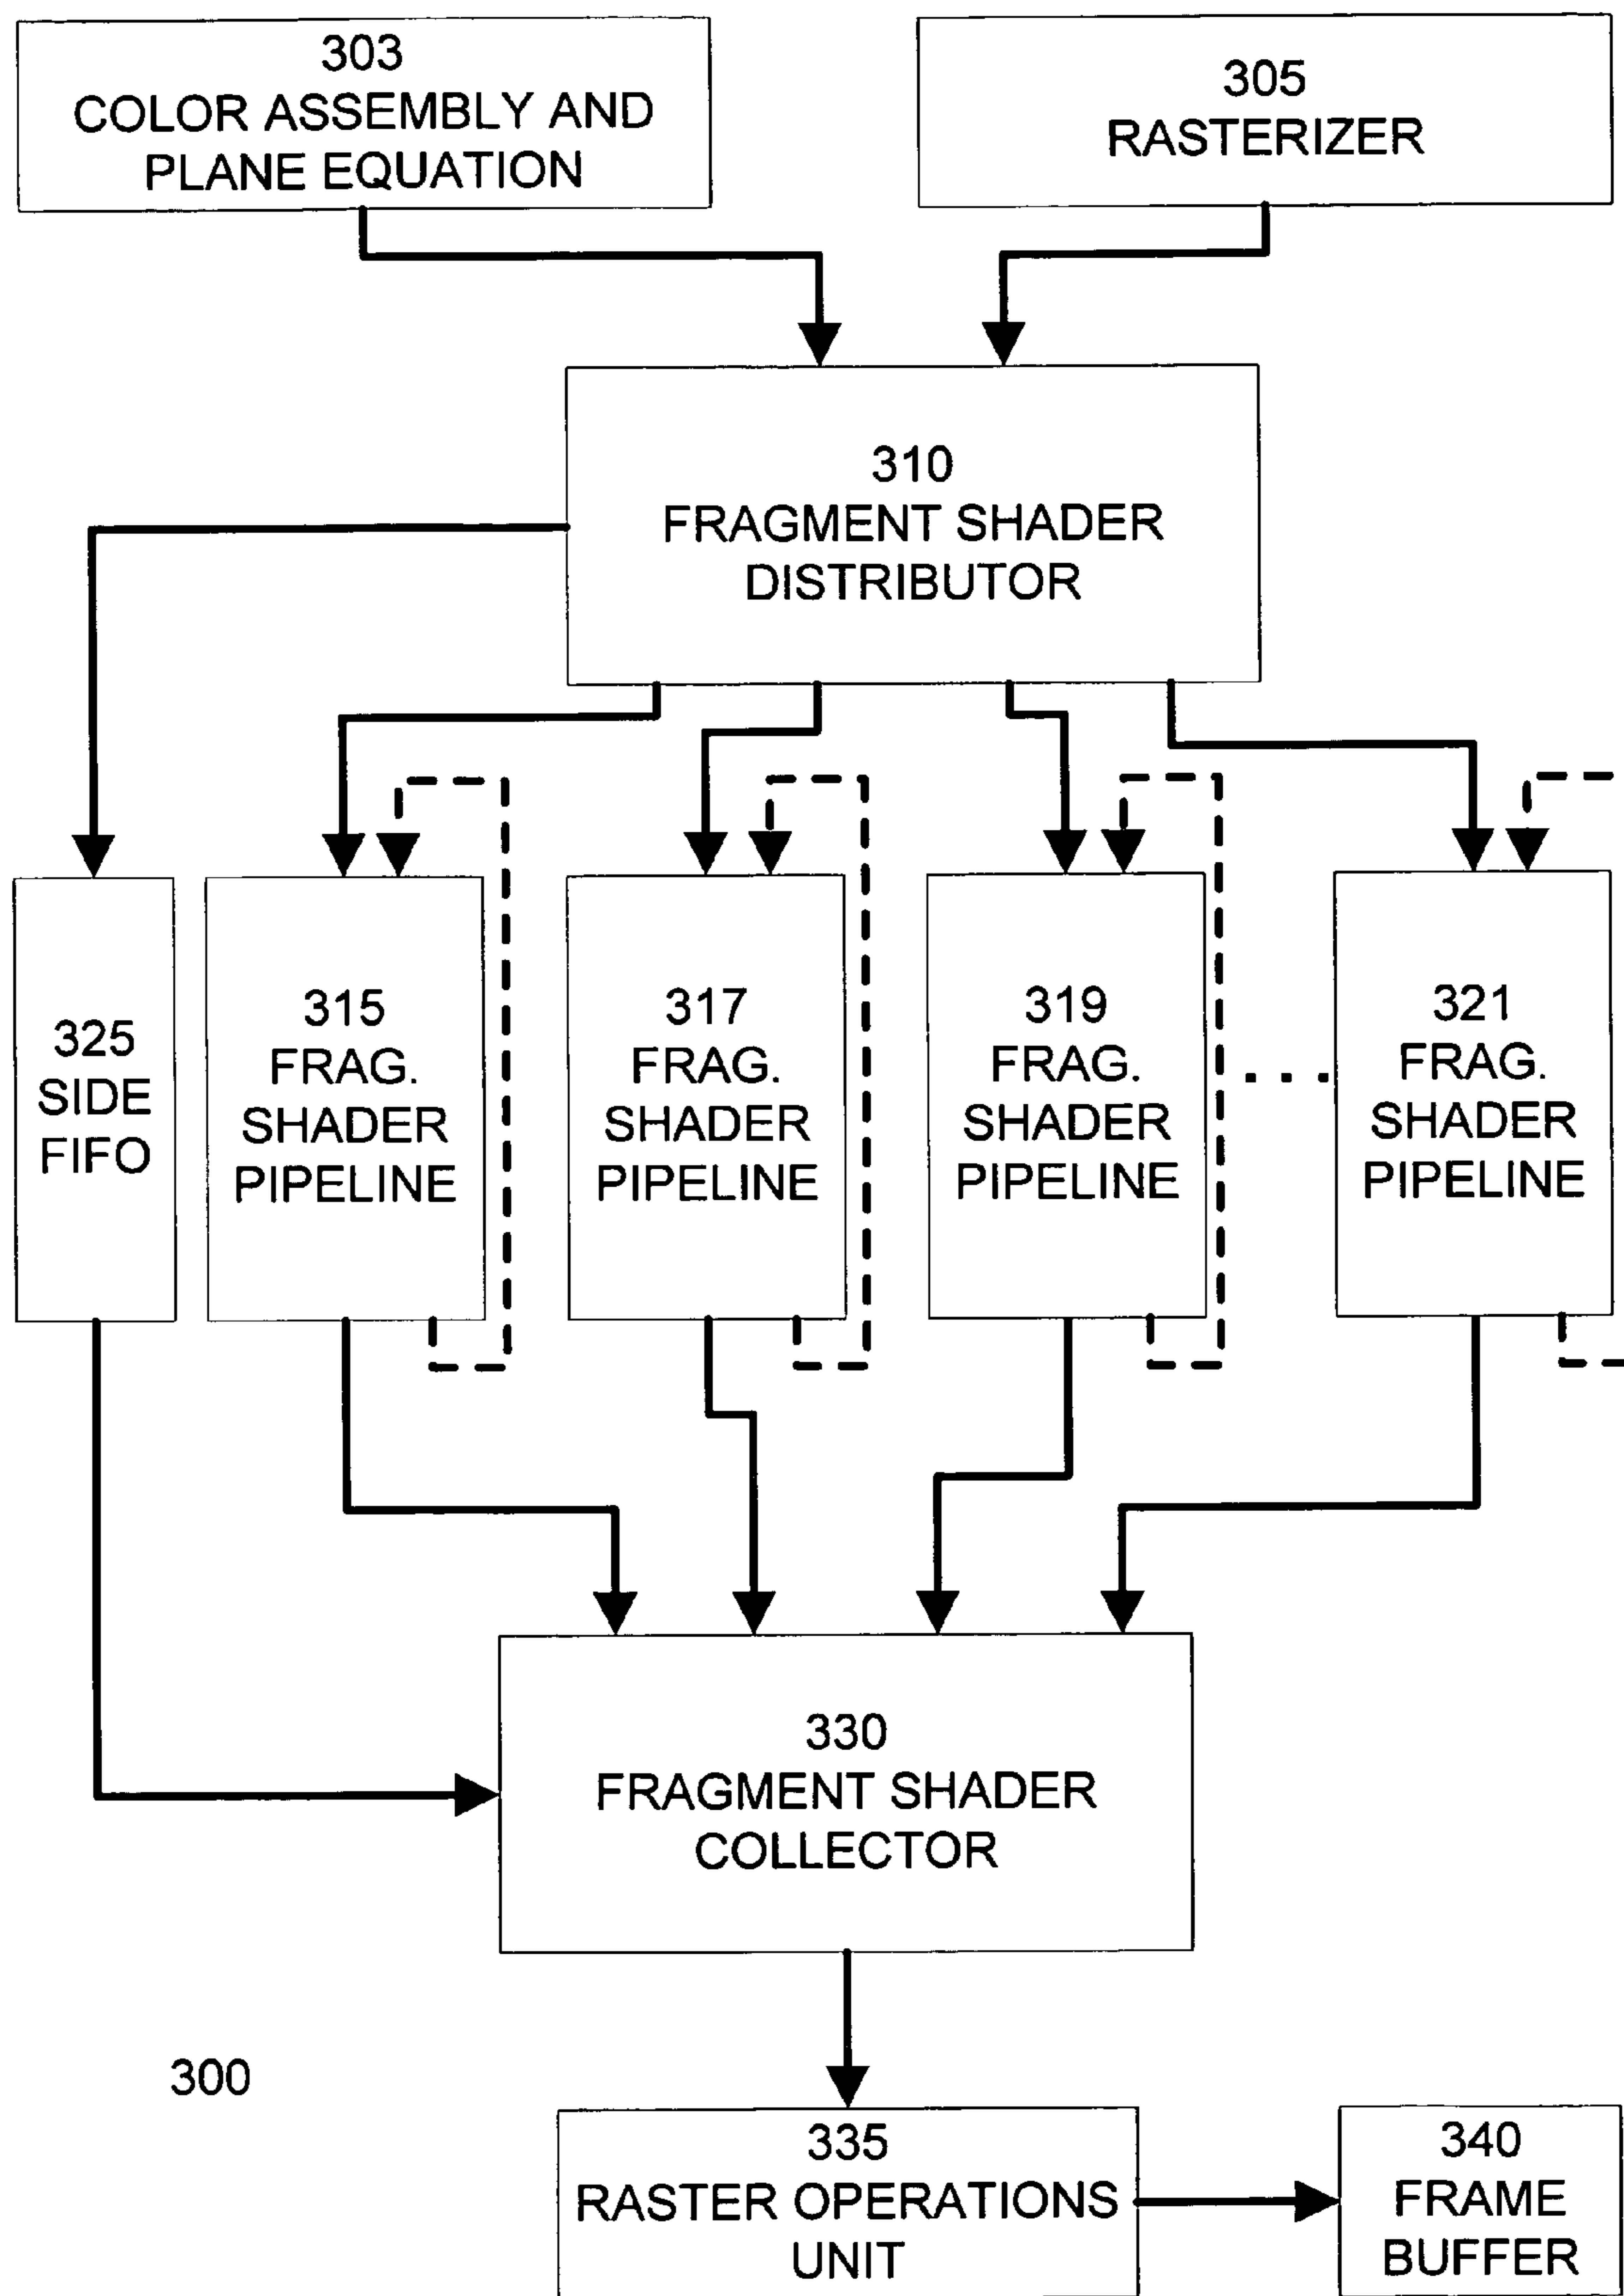 303
COLOR ASSEMBLY AND
PLANE EQUATION
305
RASTERIZER
310
FRAGMENT SHADER
DISTRIBUTOR
325
SIDE
FIFO
315
FRAG.
SHADER
PIPELINE
317
FRAG.
SHADER
PIPELINE
319
FRAG.
SHADER
PIPELINE
. . .
321
FRAG.
SHADER
PIPELINE
330
FRAGMENT SHADER
COLLECTOR
300
335
RASTER OPERATIONS
UNIT
340
FRAME
BUFFER